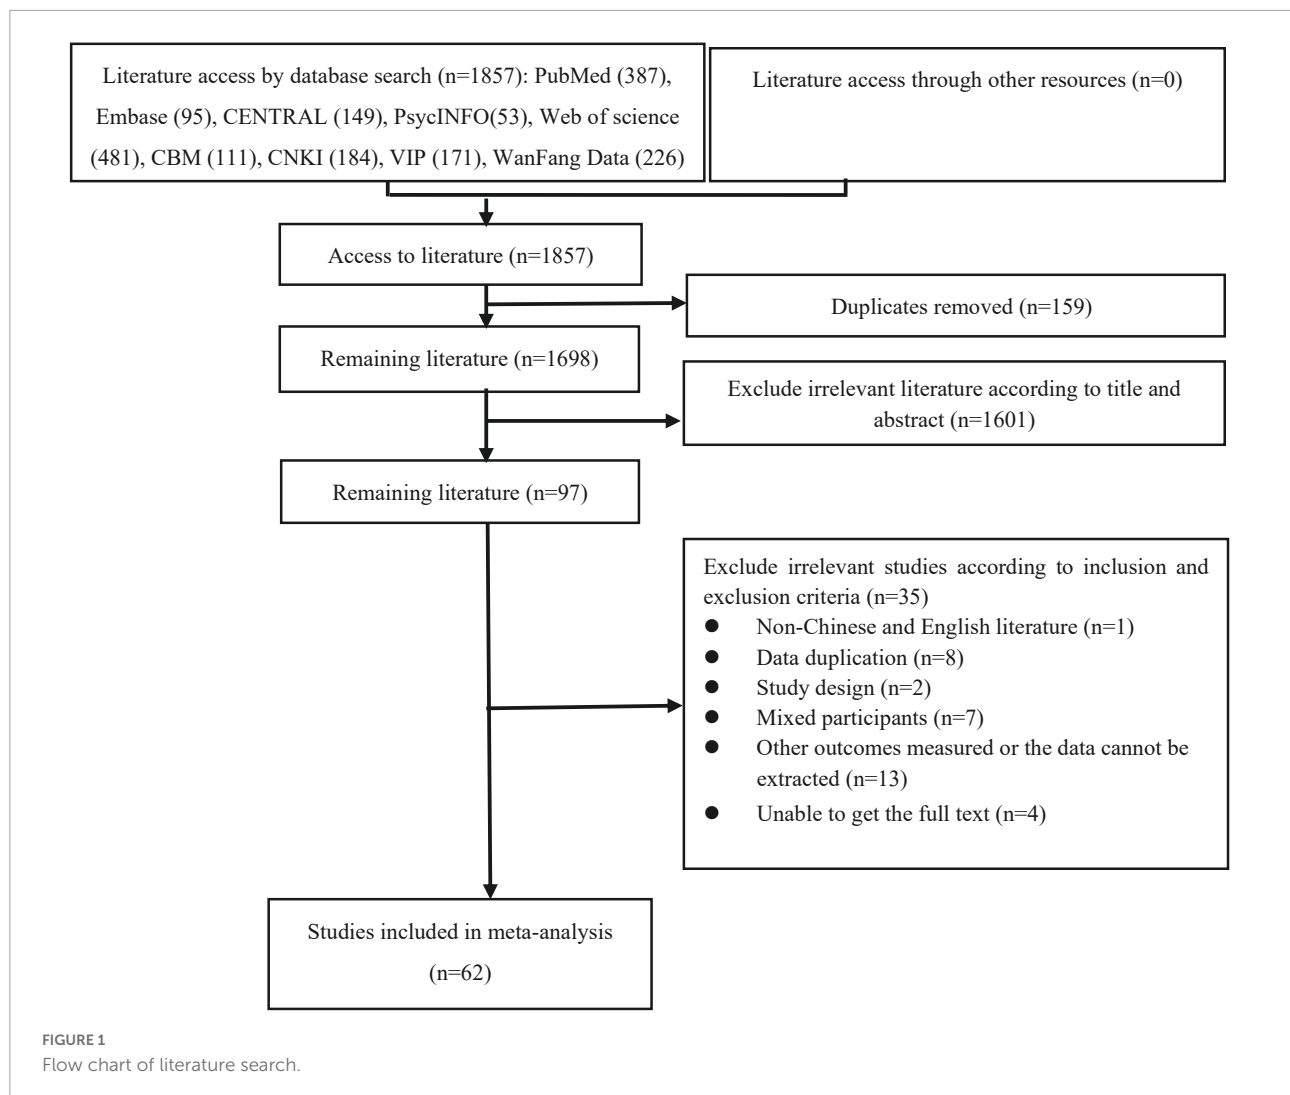 Literature access by database search (n=1857): PubMed (387),
Embase (95), CENTRAL (149), PsycINFO(53), Web of science
(481), CBM (111), CNKI (184), VIP (171), WanFang Data (226)
Literature access through other resources (n=0)
Access to literature (n=1857)
Duplicates removed (n=159)
Remaining literature (n=1698)
Exclude irrelevant literature according to title and
abstract (n=1601)
Remaining literature (n=97)
Exclude irrelevant studies according to inclusion and
exclusion criteria (n=35)
● Non-Chinese and English literature (n=1)
● Data duplication (n=8)
● Study design (n=2)
● Mixed participants (n=7)
● Other outcomes measured or the data cannot be
extracted (n=13)
● Unable to get the full text (n=4)
Studies included in meta-analysis
(n=62)
FIGURE 1
Flow chart of literature search.